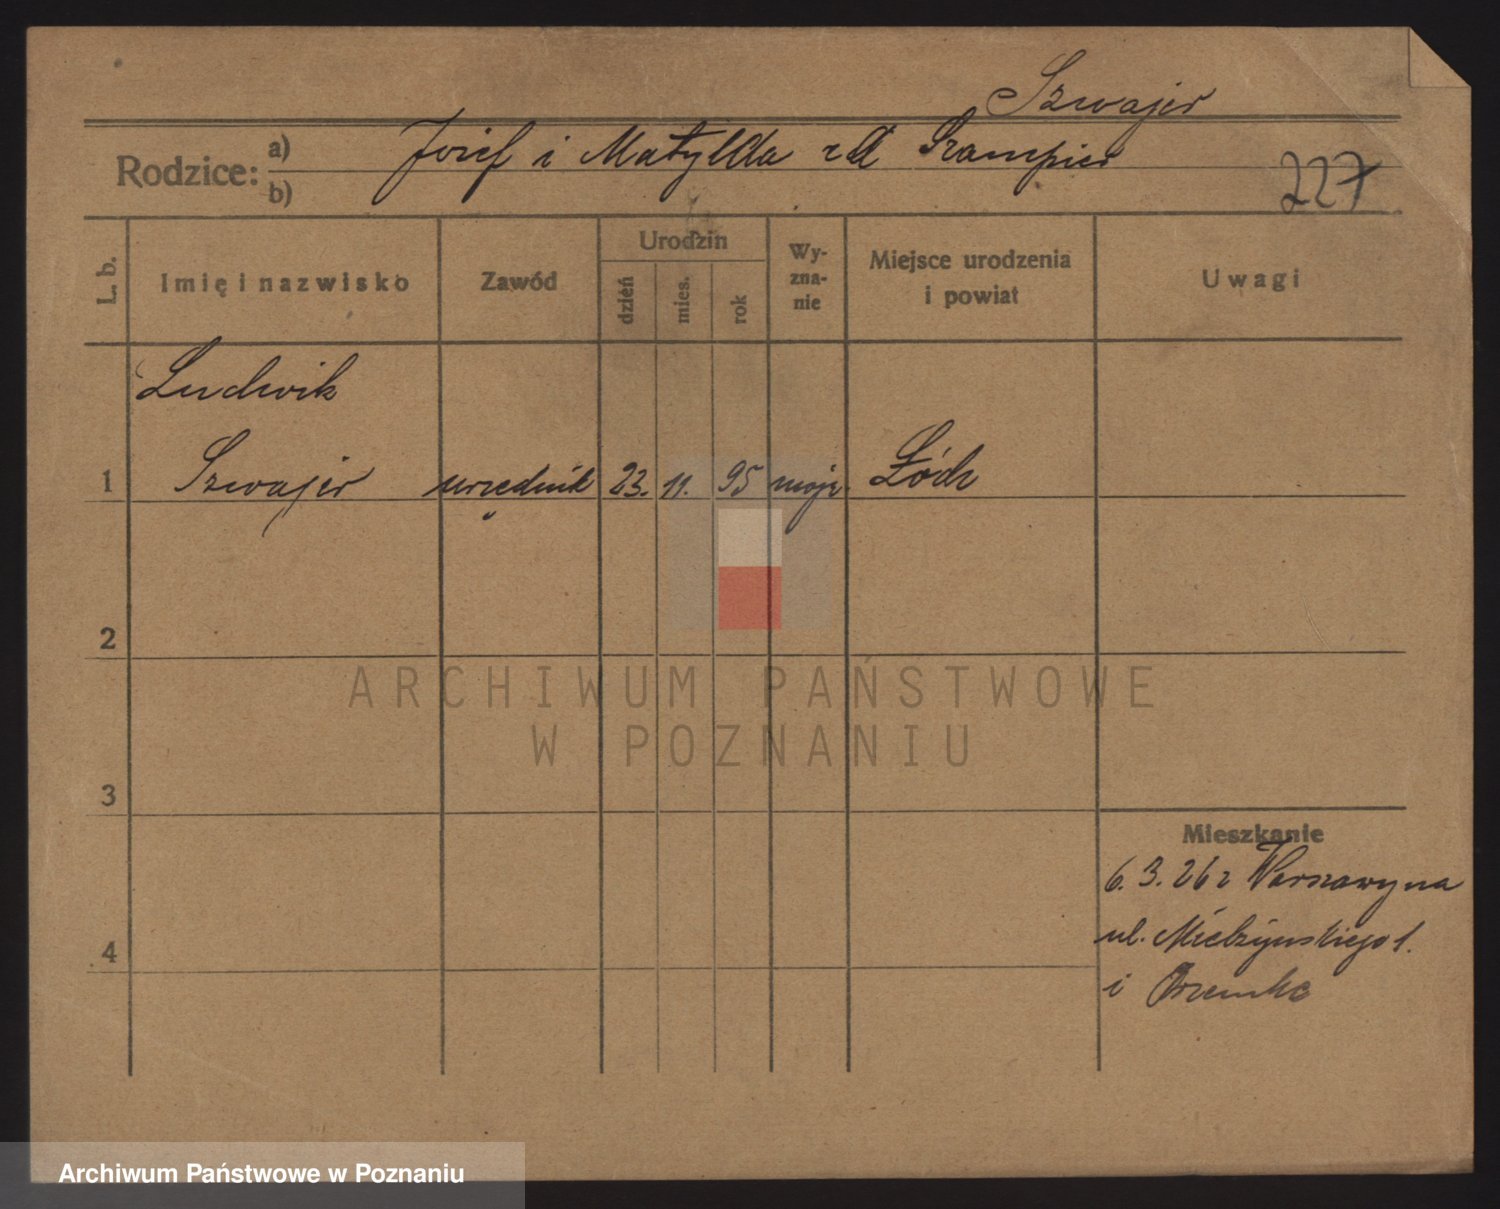 Szwajer
Rodzice: a) Józef i Matylda z d Szampier
b)
227
L. b. Imię i nazwisko Zawód Urodzin dzień mies. rok Wy-zna-nie Miejsce urodzenia i powiat Uwagi
Ludwik
1 Szwajer urzędnik 23. 11. 95 mojż. Łódź
2
ARCHIWUM PAŃSTWOWE
W POZNANIU
3
Mieszkanie
6. 3. 26 z Warszawy na
ul. Mielżyńskiego 1.
4
i
Archiwum Państwowe w Poznaniu